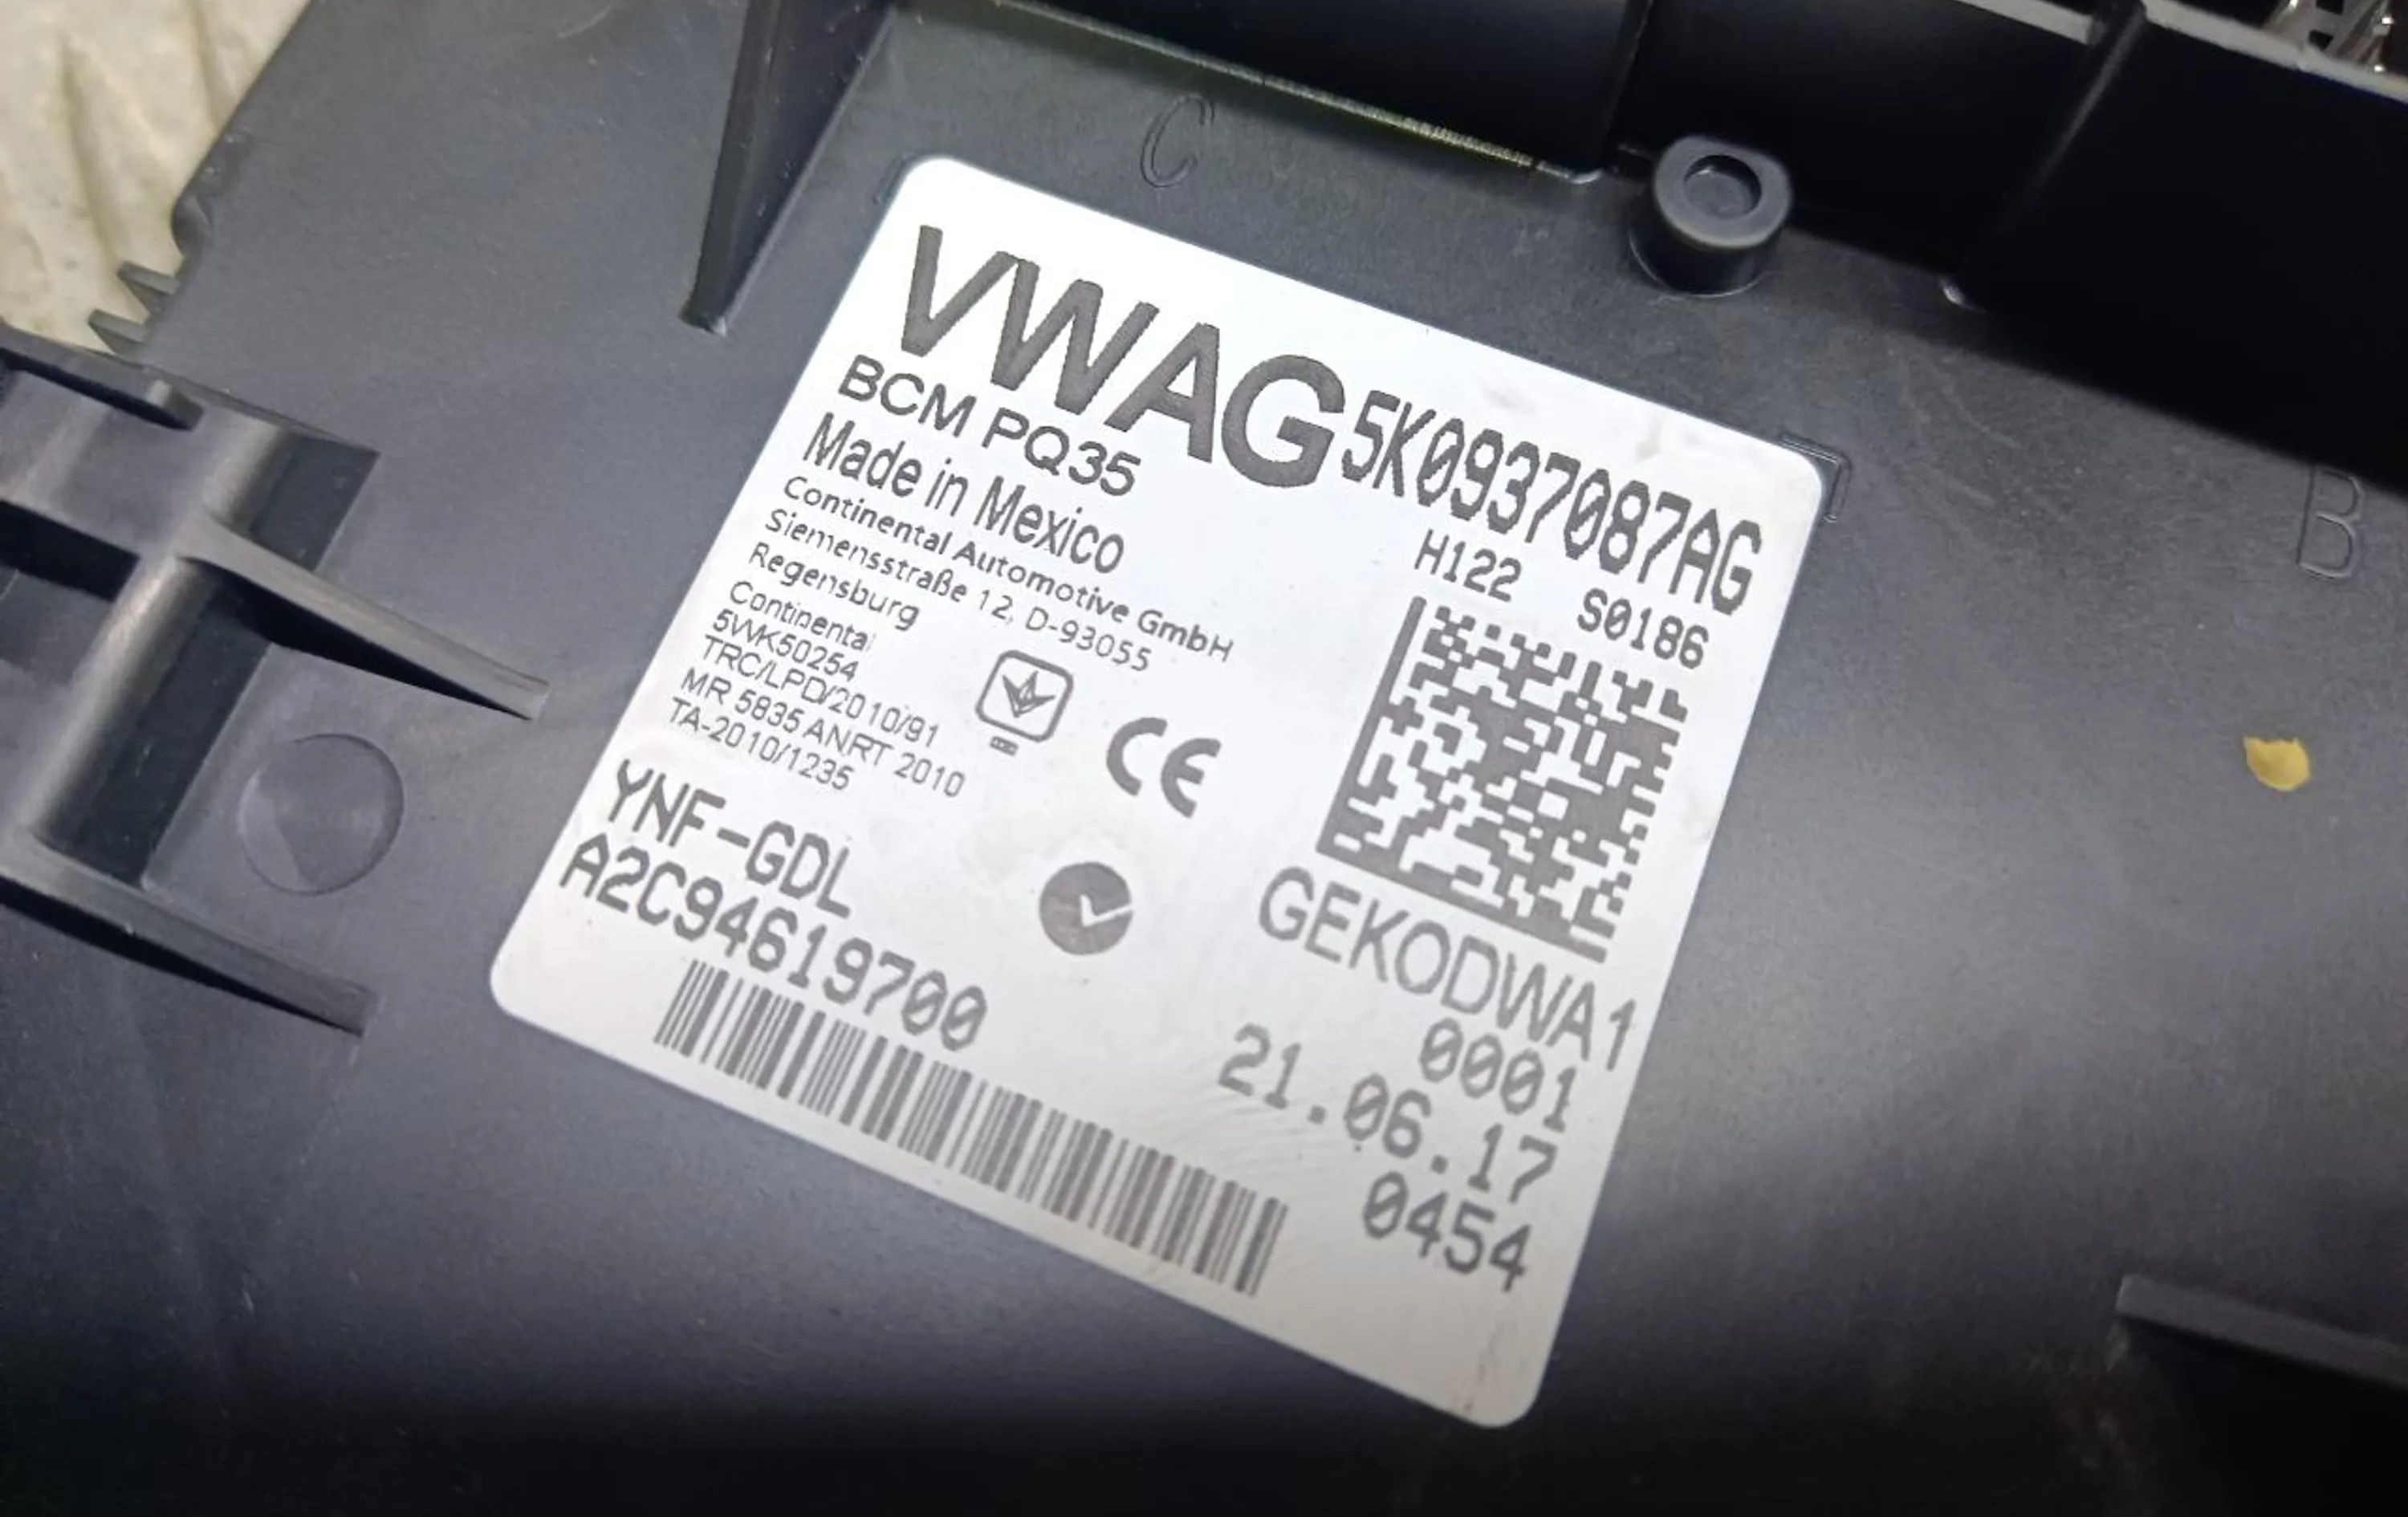 C
B
VWAG 5K0937087AG
BCM PQ35
H122 S0186
Made in Mexico
Continental Automotive GmbH
Siemensstraße 12, D-93055
Regensburg
Continental
5WK50254
TRC/LPD/2010/91
MR 5835 ANRT 2010
TA-2010/1235
CE
YNF-GDL
A2C94619700
GEKODWA1
0001
21.06.17
0454